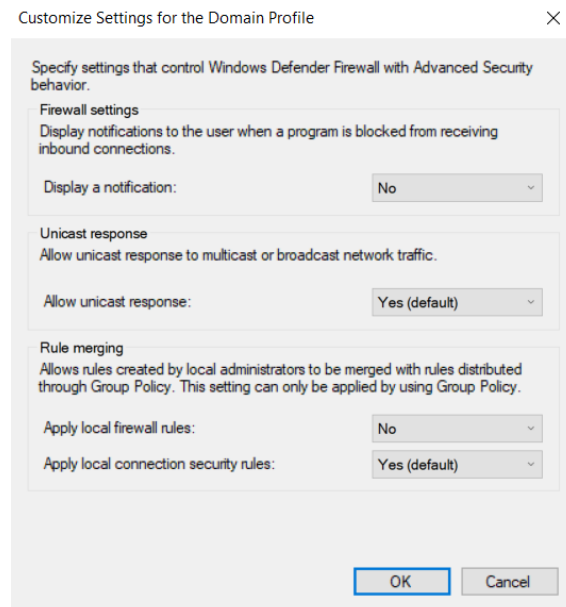 Customize Settings for the Domain Profile
Specify settings that control Windows Defender Firewall with Advanced Security
behavior.
Firewall settings
Display notifications to the user when a program is blocked from receiving
inbound connections.
Display a notification:
No
Unicast response
Allow unicast response to multicast or broadcast network traffic.
Allow unicast response:
Yes (default)
Rule merging
Allows rules created by local administrators to be merged with rules distributed
through Group Policy. This setting can only be applied by using Group Policy.
Apply local firewall rules:
No
Apply local connection security rules:
Yes (default)
OK
Cancel